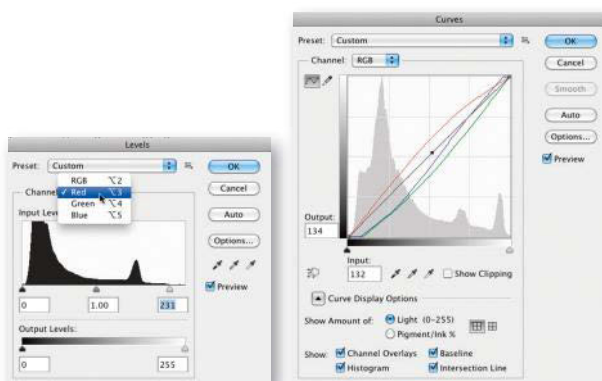 Levels
Preset: Custom
OK
RGB ⌥2
Channel ✓ Red ⌥3
Green ⌥4
Blue ⌥5
Cancel
Input Leve
Auto
Options...
Preview
0 1.00 231
Output Levels:
0 255
Curves
Preset: Custom
OK
Channel: RGB
Cancel
Smooth
Auto
Options...
Preview
Output:
134
Input:
132
Show Clipping
Curve Display Options
Show Amount of: Light (0-255)
Pigment/Ink %
Show: Channel Overlays Baseline
Histogram Intersection Line